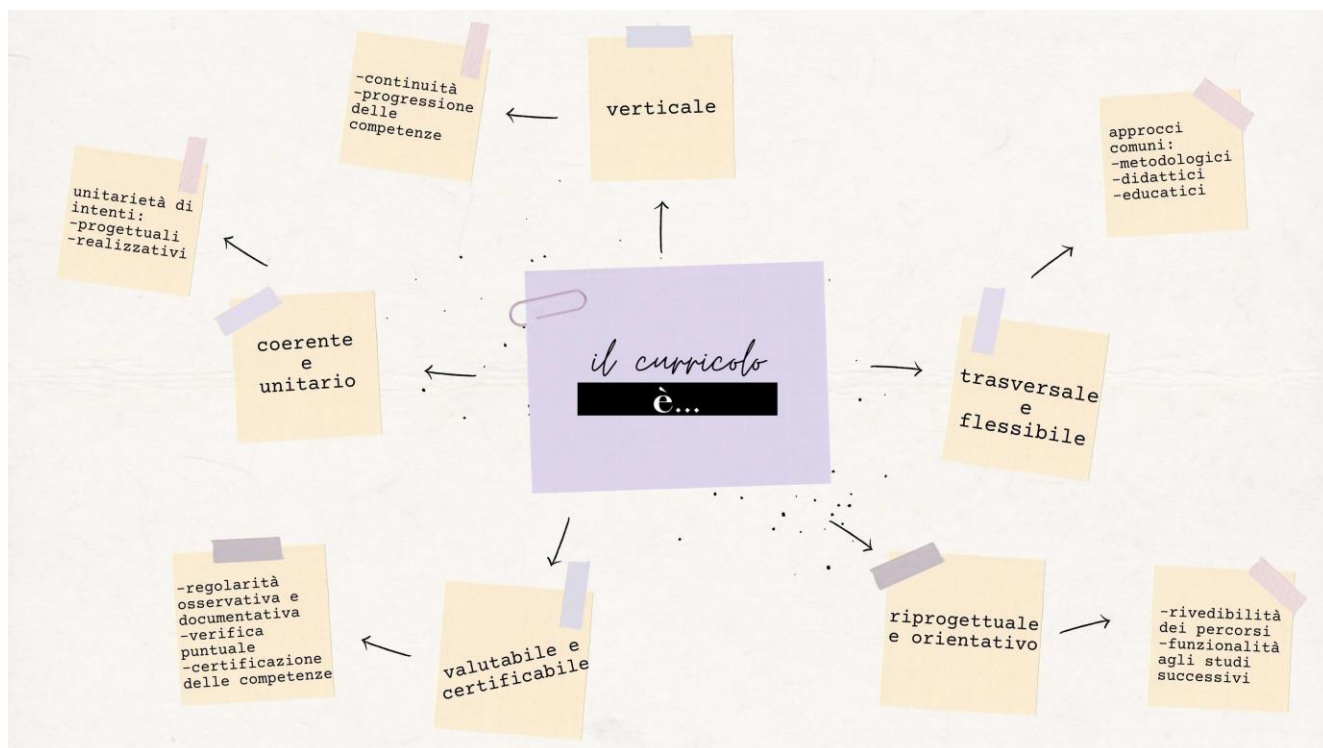 -continuità
-progressione
delle
competenze
verticale
approcci
comuni:
-metodologici
-didattici
-educatici
unitarietà di
intenti:
-progettuali
-realizzativi
coerente
e
unitario
il curricolo
è...
trasversale
e
flessibile
-regolarità
osservativa e
documentativa
-verifica
puntuale
-certificazione
delle competenze
valutabile e
certificabile
riprogettuale
e orientativo
-rivedibilità
dei percorsi
-funzionalità
agli studi
successivi